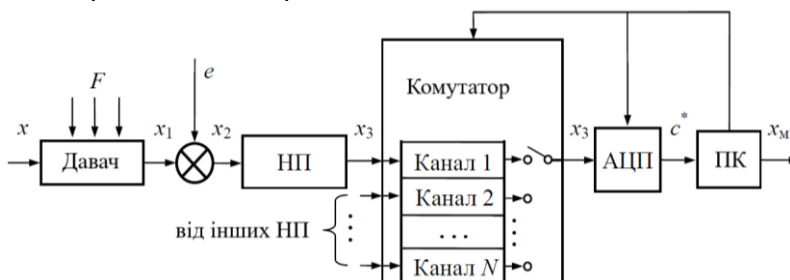 Комутатор
F
e
x
x₁
x₂
x₃
x₃
c*
xм
Давач
НП
Канал 1
АЦП
ПК
Канал 2
від інших НП
...
Канал N